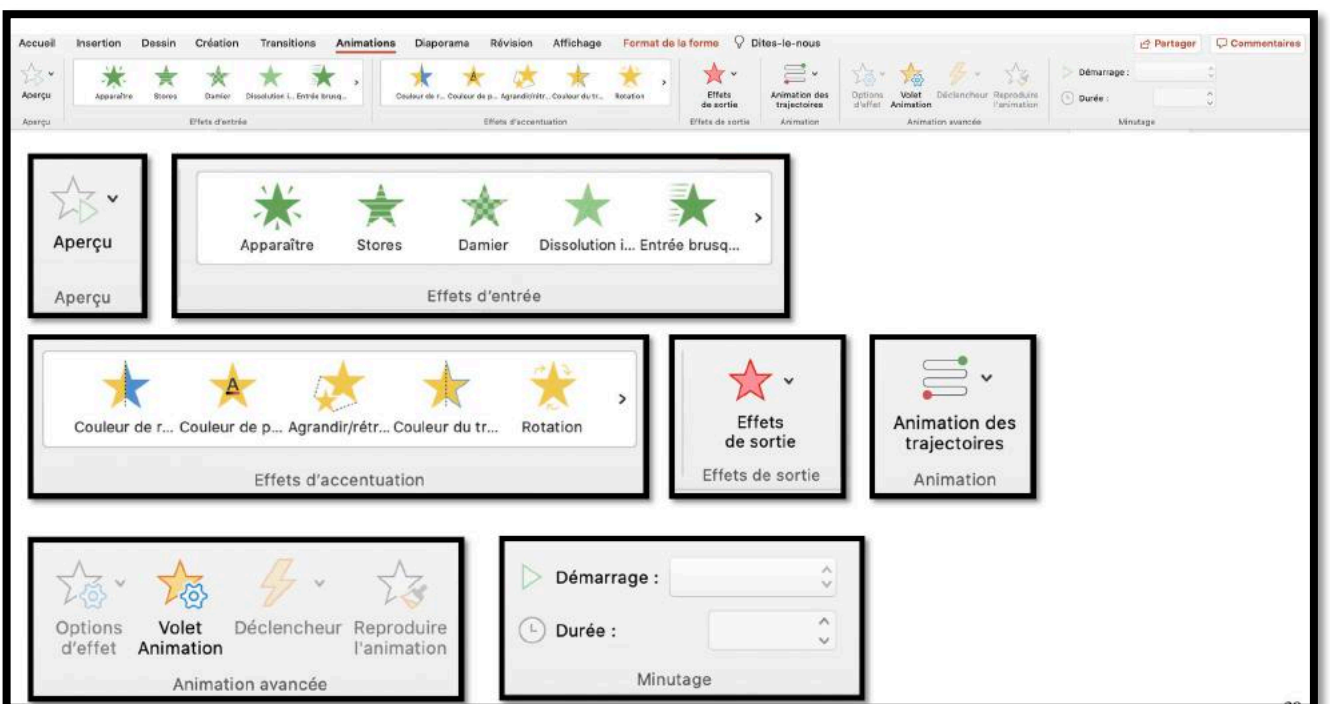 Accueil Insertion Dessin Création Transitions Animations Diaporama Révision Affichage Format de la forme Dites-le-nous Partager Commentaires
Aperçu Apparaître Stores Damier Dissolution i... Entrée brusq... Couleur de r... Couleur de p... Agrandir/rétr... Couleur du tr... Rotation Effets de sortie Animation des trajectoires Options d'effet Volet Animation Déclencheur Reproduire l'animation Démarrage :
Durée :
Aperçu Effets d'entrée Effets d'accentuation Effets de sortie Animation Animation avancée Minutage
Aperçu
Aperçu
Apparaître Stores Damier Dissolution i... Entrée brusq...
Effets d'entrée
Couleur de r... Couleur de p... Agrandir/rétr... Couleur du tr... Rotation
Effets d'accentuation
Effets
de sortie
Effets de sortie
Animation des
trajectoires
Animation
Options Volet Déclencheur Reproduire
d'effet Animation l'animation
Animation avancée
Démarrage :
Durée :
Minutage